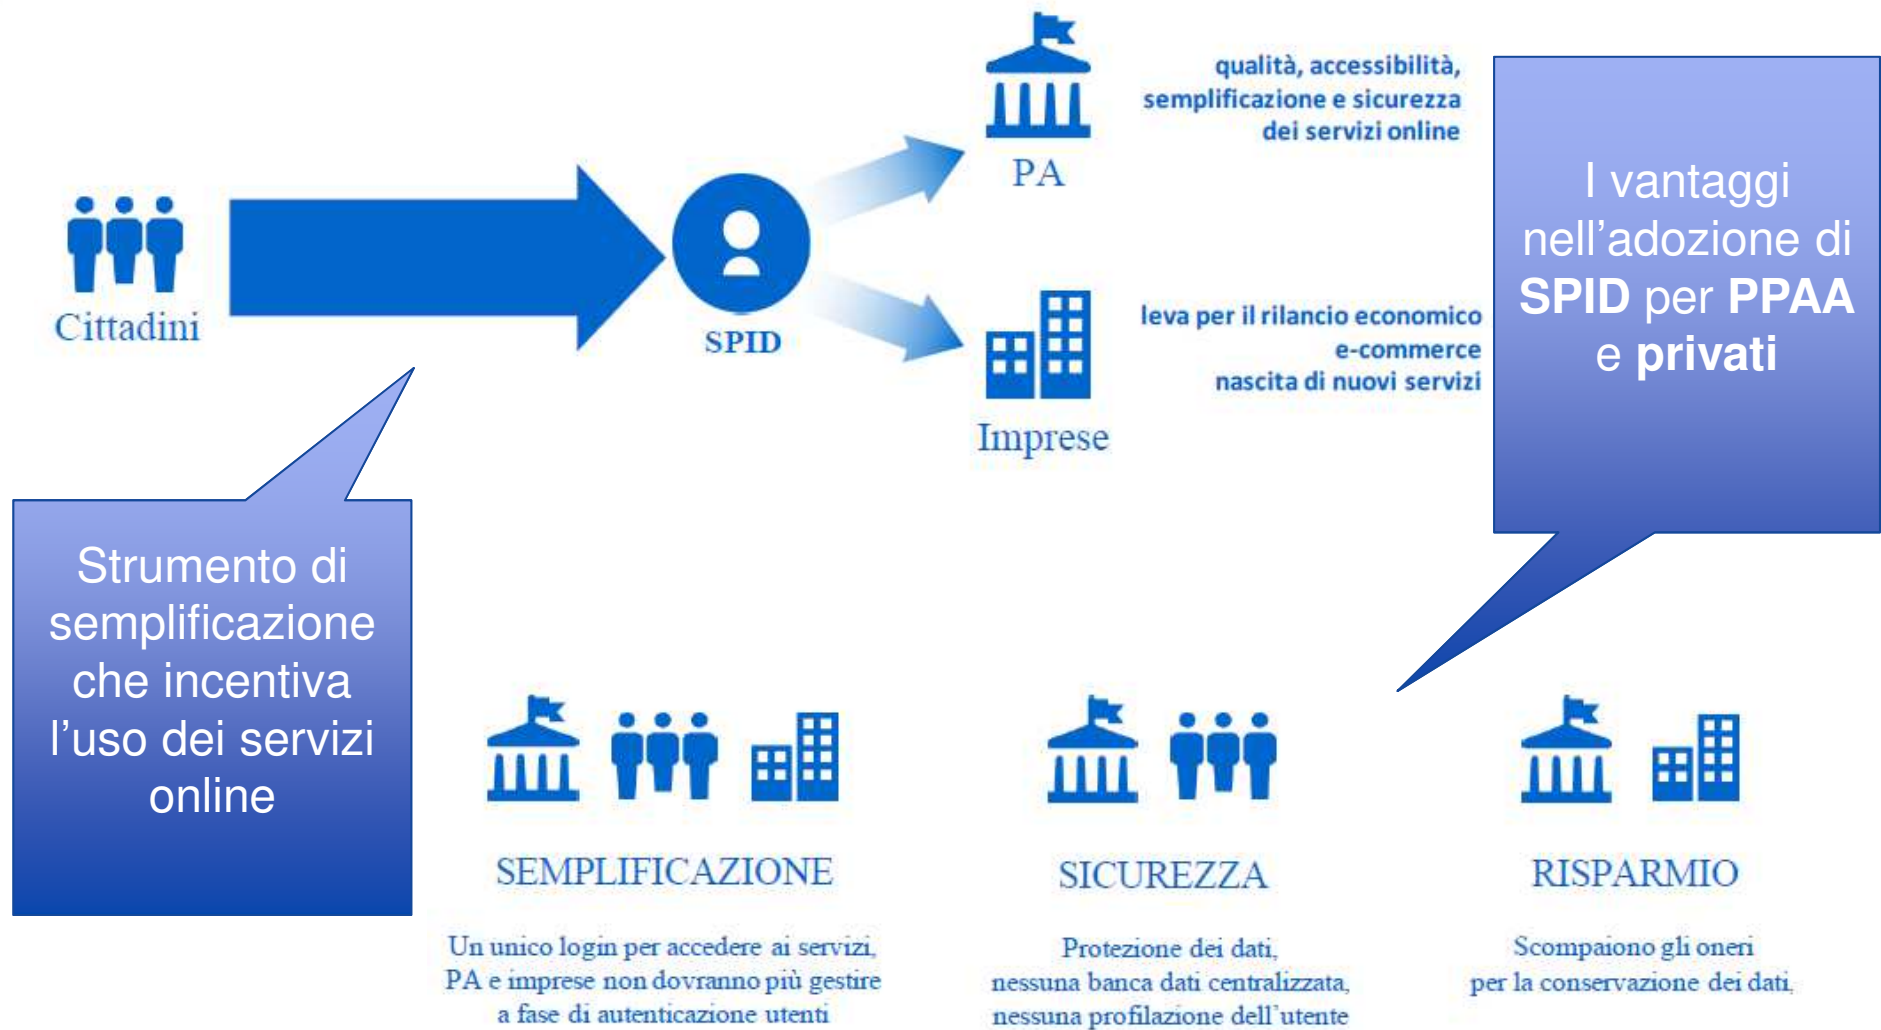 Cittadini
SPID
PA
qualità, accessibilità,
semplificazione e sicurezza
dei servizi online
Imprese
leva per il rilancio economico
e-commerce
nascita di nuovi servizi
I vantaggi
nell’adozione di
SPID per PPAA
e privati
Strumento di
semplificazione
che incentiva
l’uso dei servizi
online
SEMPLIFICAZIONE
Un unico login per accedere ai servizi,
PA e imprese non dovranno più gestire
a fase di autenticazione utenti
SICUREZZA
Protezione dei dati,
nessuna banca dati centralizzata,
nessuna profilazione dell’utente
RISPARMIO
Scompaiono gli oneri
per la conservazione dei dati,